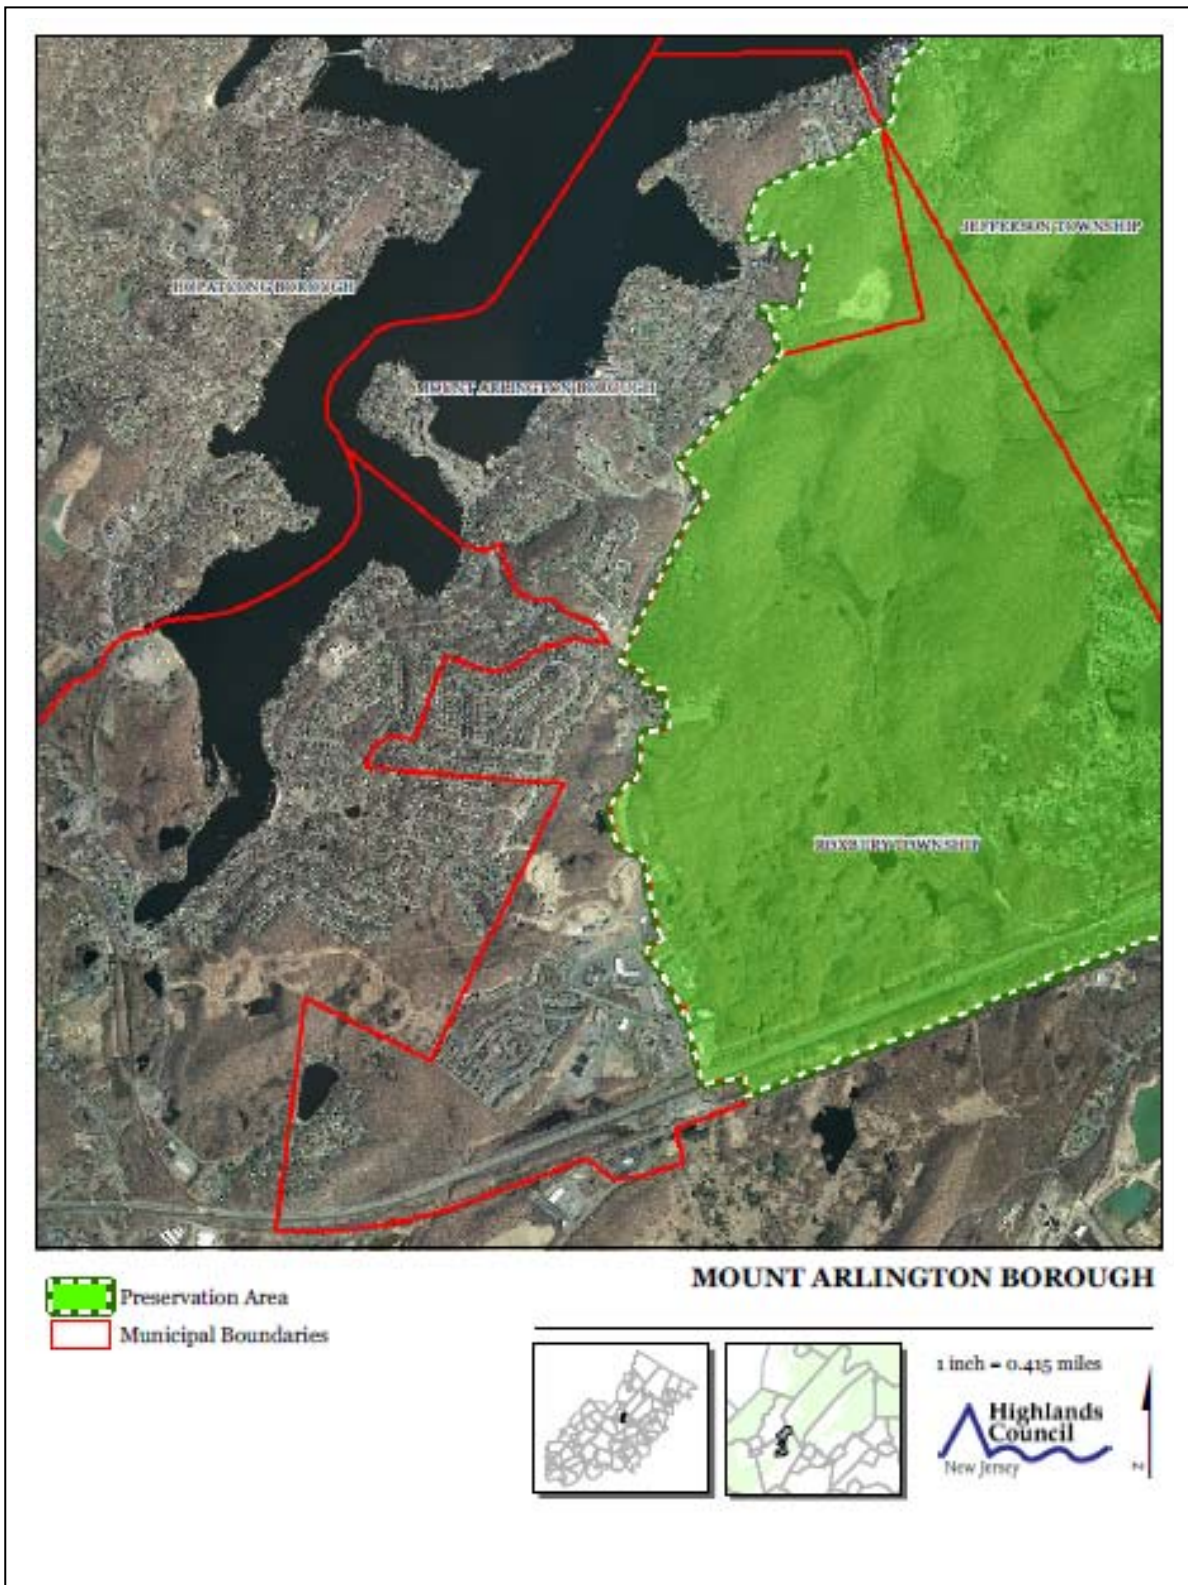 JEFFERSON TOWNSHIP
HOPATCONG BOROUGH
MOUNT ARLINGTON BOROUGH
ROXBURY TOWNSHIP
MOUNT ARLINGTON BOROUGH
Preservation Area
Municipal Boundaries
1 inch = 0.415 miles
Highlands
Council
New Jersey
N